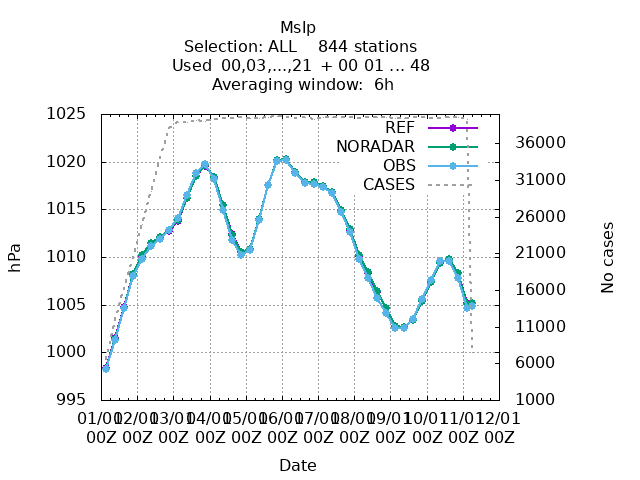 Mslp
Selection: ALL    844 stations
Used  00,03,...,21  + 00 01 ... 48
Averaging window:  6h
1025
1020
1015
1010
1005
1000
995
hPa
REF
NORADAR
OBS
CASES
36000
31000
26000
21000
16000
11000
6000
1000
No cases
01/01 02/01 03/01 04/01 05/01 06/01 07/01 08/01 09/01 10/01 11/01 12/01
00Z 00Z 00Z 00Z 00Z 00Z 00Z 00Z 00Z 00Z 00Z 00Z
Date